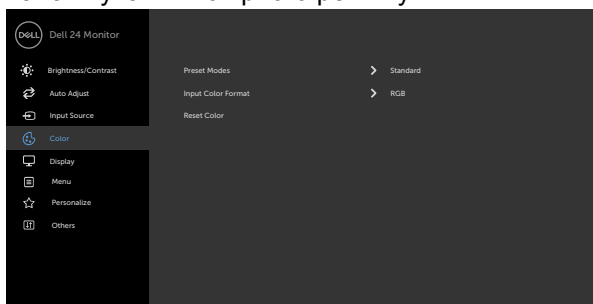 DELL
Dell 24 Monitor
Brightness/Contrast
Auto Adjust
Input Source
Color
Display
Menu
Personalize
Others
Preset Modes
Standard
Input Color Format
RGB
Reset Color